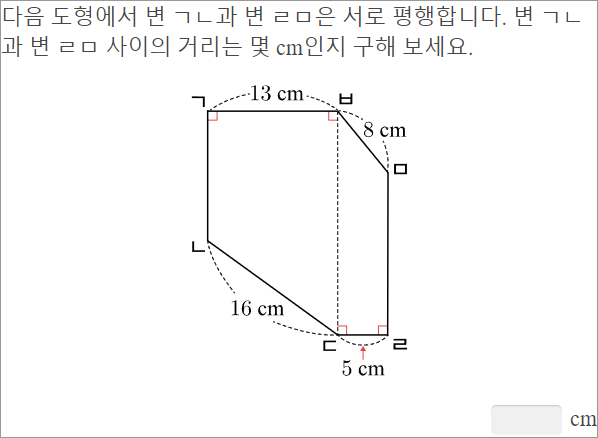 다음 도형에서 변 ㄱㄴ과 변 ㄹㅁ은 서로 평행합니다. 변 ㄱㄴ
과 변 ㄹㅁ 사이의 거리는 몇 cm인지 구해 보세요.
13 cm
ㄱ
ㅂ
8 cm
ㅁ
ㄴ
16 cm
ㄷ
ㄹ
5 cm
cm